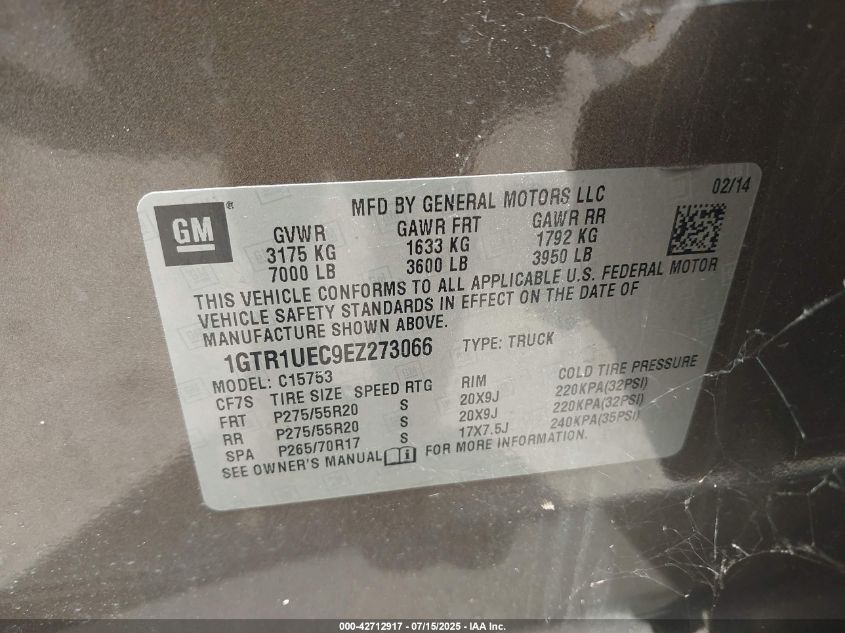 GM®
MFD BY GENERAL MOTORS LLC 02/14
GVWR GAWR FRT GAWR RR
3175 KG 1633 KG 1792 KG
7000 LB 3600 LB 3950 LB
THIS VEHICLE CONFORMS TO ALL APPLICABLE U.S. FEDERAL MOTOR
VEHICLE SAFETY STANDARDS IN EFFECT ON THE DATE OF
MANUFACTURE SHOWN ABOVE.
1GTR1UEC9EZ273066 TYPE: TRUCK
MODEL: C15753
CF7S TIRE SIZE SPEED RTG RIM COLD TIRE PRESSURE
FRT P275/55R20 S 20X9J 220KPA(32PSI)
RR P275/55R20 S 20X9J 220KPA(32PSI)
SPA P265/70R17 S 17X7.5J 240KPA(35PSI)
SEE OWNER'S MANUAL FOR MORE INFORMATION.
000-42712917 - 07/15/2025 - IAA Inc.